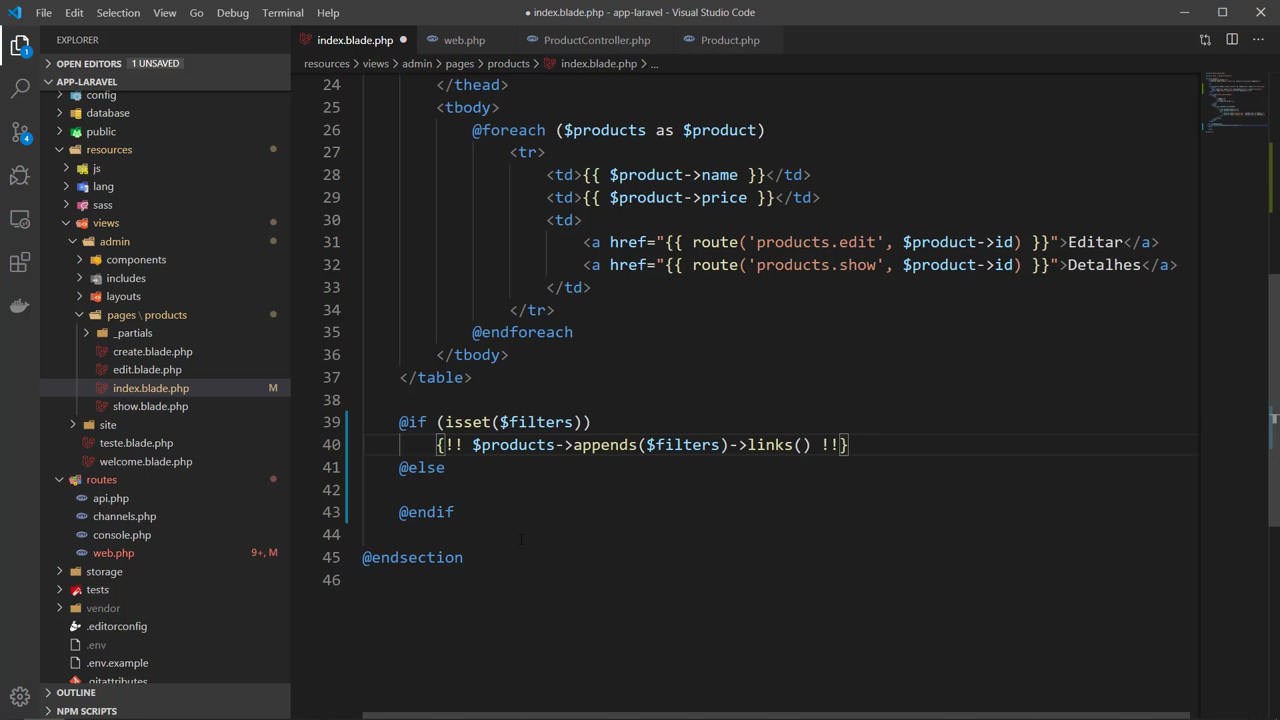 File Edit Selection View Go Debug Terminal Help
● index.blade.php - app-laravel - Visual Studio Code
EXPLORER
index.blade.php ●
web.php
ProductController.php
Product.php
OPEN EDITORS 1 UNSAVED
resources > views > admin > pages > products > index.blade.php > ...
APP-LARAVEL
config
database
public
resources
js
lang
sass
views
admin
components
includes
layouts
pages \ products
_partials
create.blade.php
edit.blade.php
index.blade.php M
show.blade.php
site
teste.blade.php
welcome.blade.php
routes
api.php
channels.php
console.php
web.php 9+, M
storage
tests
vendor
.editorconfig
.env
.env.example
.gitattributes
OUTLINE
NPM SCRIPTS
1
4
24 </thead>
25 <tbody>
26 @foreach ($products as $product)
27 <tr>
28 <td>{{ $product->name }}</td>
29 <td>{{ $product->price }}</td>
30 <td>
31 <a href="{{ route('products.edit', $product->id) }}">Editar</a>
32 <a href="{{ route('products.show', $product->id) }}">Detalhes</a>
33 </td>
34 </tr>
35 @endforeach
36 </tbody>
37 </table>
38
39 @if (isset($filters))
40 {!! $products->appends($filters)->links() !!}
41 @else
42
43 @endif
44
45 @endsection
46